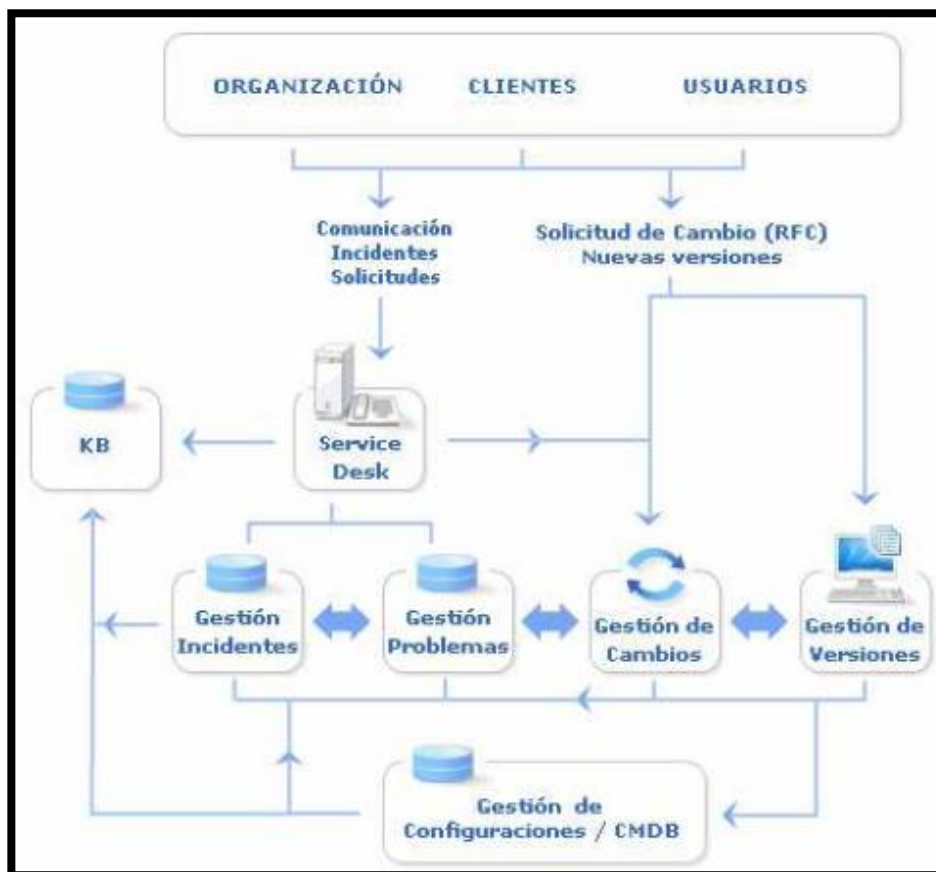 ORGANIZACIÓN CLIENTES USUARIOS
Comunicación
Incidentes
Solicitudes
Solicitud de Cambio (RFC)
Nuevas versiones
KB
Service
Desk
Gestión
Incidentes
Gestión
Problemas
Gestión de
Cambios
Gestión de
Versiones
Gestión de
Configuraciones / CMDB